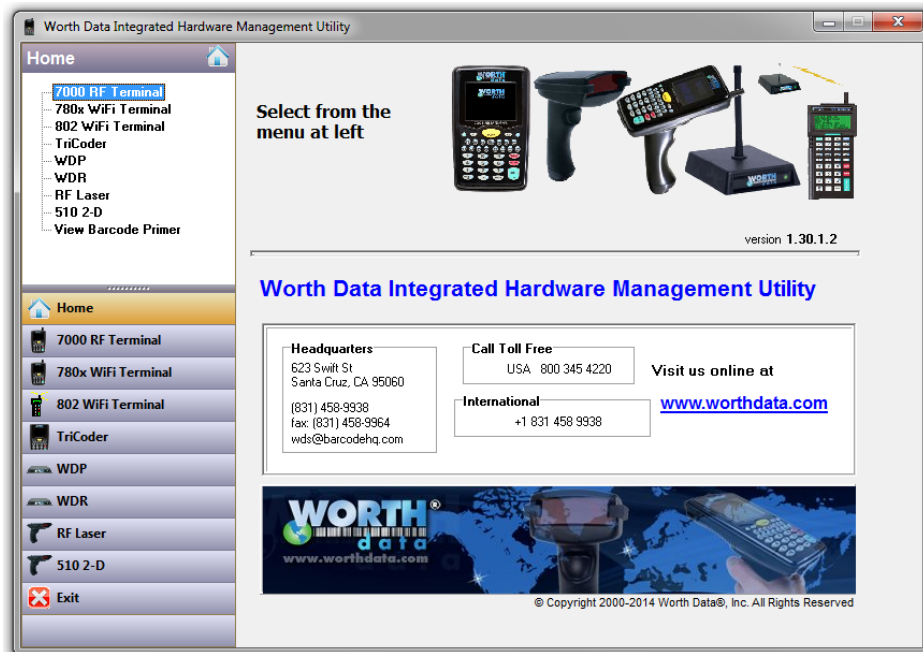 Worth Data Integrated Hardware Management Utility
Home
7000 RF Terminal
780x WiFi Terminal
802 WiFi Terminal
TriCoder
WDP
WDR
RF Laser
510 2-D
View Barcode Primer
Home
7000 RF Terminal
780x WiFi Terminal
802 WiFi Terminal
TriCoder
WDP
WDR
RF Laser
510 2-D
Exit
Select from the
menu at left
WORTH
data
WORTH
data
WORTH
version 1.30.1.2
Worth Data Integrated Hardware Management Utility
Headquarters
623 Swift St
Santa Cruz, CA 95060
(831) 458-9938
fax: (831) 458-9964
wds@barcodehq.com
Call Toll Free
USA 800 345 4220
International
+1 831 458 9938
Visit us online at
www.worthdata.com
WORTH®
data
www.worthdata.com
© Copyright 2000-2014 Worth Data®, Inc. All Rights Reserved